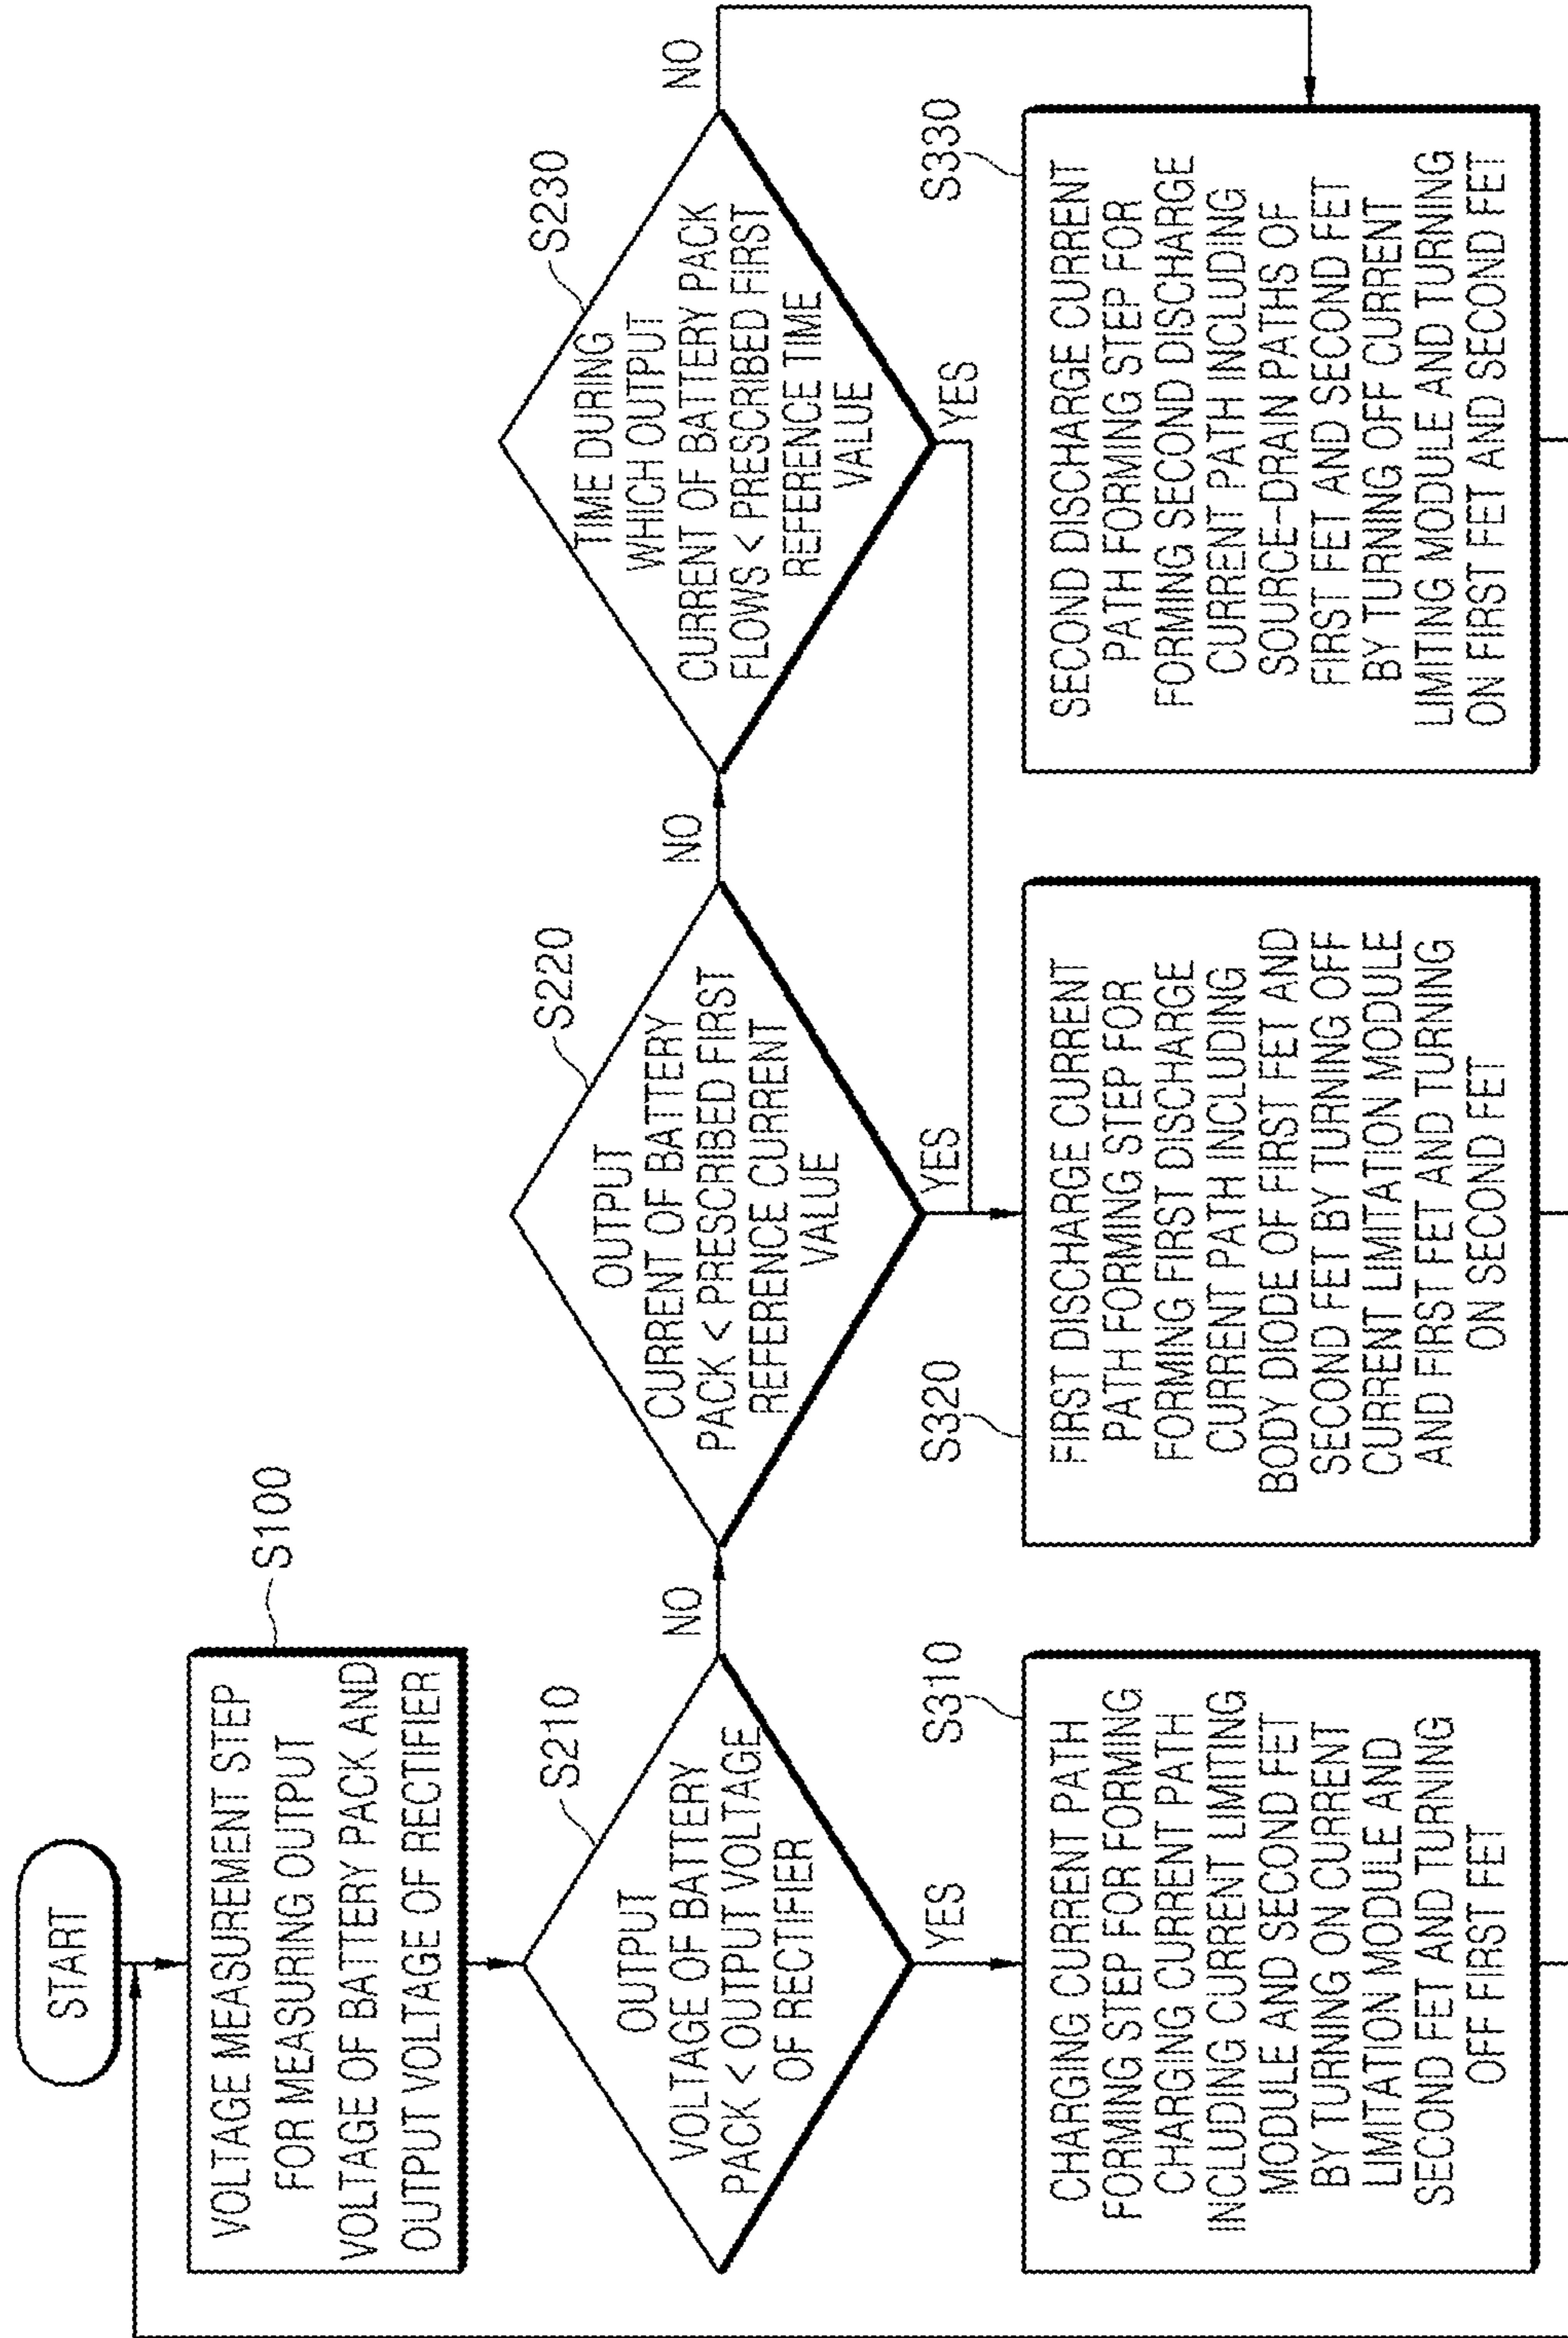 START
S100
VOLTAGE MEASUREMENT STEP
FOR MEASURING OUTPUT
VOLTAGE OF BATTERY PACK AND
OUTPUT VOLTAGE OF RECTIFIER
S210
OUTPUT
VOLTAGE OF BATTERY
PACK < OUTPUT VOLTAGE
OF RECTIFIER
NO
YES
S220
OUTPUT
CURRENT OF BATTERY
PACK < PRESCRIBED FIRST
REFERENCE CURRENT
VALUE
NO
YES
S230
TIME DURING
WHICH OUTPUT
CURRENT OF BATTERY PACK
FLOWS < PRESCRIBED FIRST
REFERENCE TIME
VALUE
NO
YES
S310
CHARGING CURRENT PATH
FORMING STEP FOR FORMING
CHARGING CURRENT PATH
INCLUDING CURRENT LIMITING
MODULE AND SECOND FET
BY TURNING ON CURRENT
LIMITATION MODULE AND
SECOND FET AND TURNING
OFF FIRST FET
S320
FIRST DISCHARGE CURRENT
PATH FORMING STEP FOR
FORMING FIRST DISCHARGE
CURRENT PATH INCLUDING
BODY DIODE OF FIRST FET AND
SECOND FET BY TURNING OFF
CURRENT LIMITATION MODULE
AND FIRST FET AND TURNING
ON SECOND FET
S330
SECOND DISCHARGE CURRENT
PATH FORMING STEP FOR
FORMING SECOND DISCHARGE
CURRENT PATH INCLUDING
SOURCE-DRAIN PATHS OF
FIRST FET AND SECOND FET
BY TURNING OFF CURRENT
LIMITING MODULE AND TURNING
ON FIRST FET AND SECOND FET